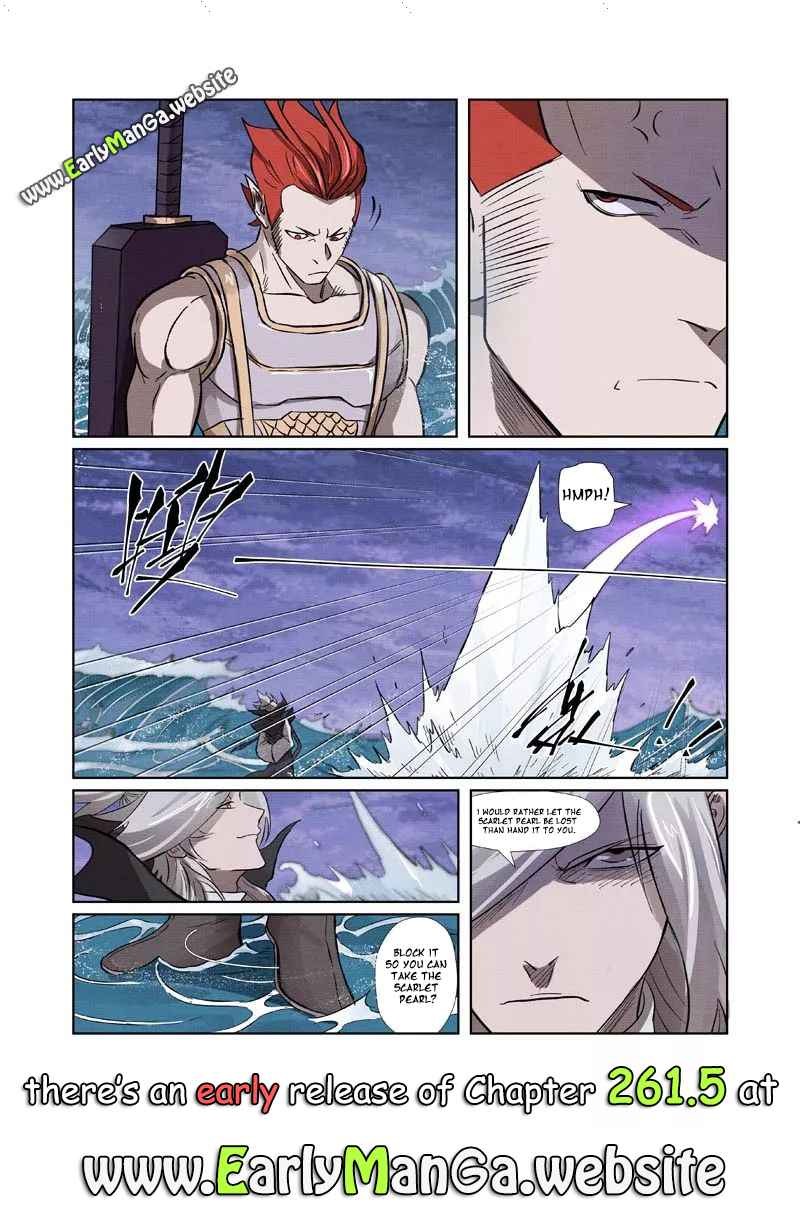 www.EarlyManGa.website
HMPH!
I WOULD RATHER LET THE
SCARLET PEARL BE LOST
THAN HAND IT TO YOU.
BLOCK IT
SO YOU CAN
TAKE THE
SCARLET
PEARL?
there's an early release of Chapter 261.5 at
www.EarlyManGa.website